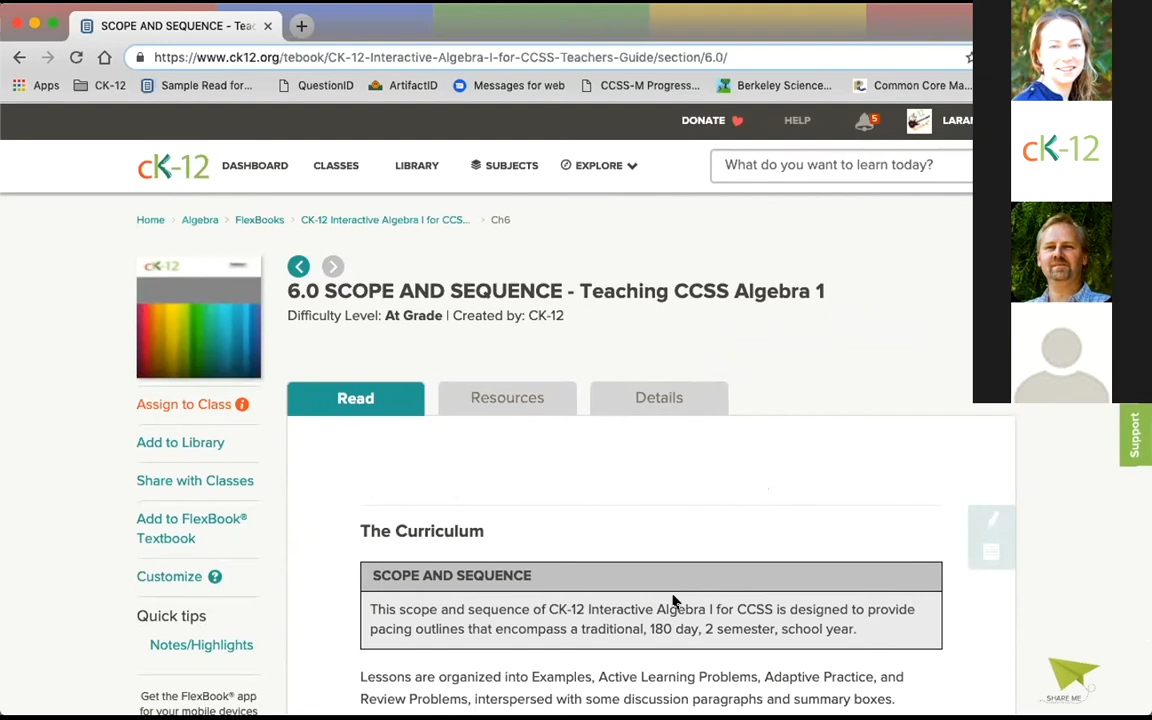 SCOPE AND SEQUENCE - Teac
https://www.ck12.org/tebook/CK-12-Interactive-Algebra-I-for-CCSS-Teachers-Guide/section/6.0/
Apps CK-12 Sample Read for... QuestionID ArtifactID Messages for web CCSS-M Progress... Berkeley Science... Common Core Ma...
DONATE HELP 5 LARA
cK-12 DASHBOARD CLASSES LIBRARY SUBJECTS EXPLORE What do you want to learn today?
cK-12
Home > Algebra > FlexBooks > CK-12 Interactive Algebra I for CCS... > Ch6
cK-12
6.0 SCOPE AND SEQUENCE - Teaching CCSS Algebra 1
Difficulty Level: At Grade | Created by: CK-12
Assign to Class
Add to Library
Share with Classes
Add to FlexBook®
Textbook
Customize ?
Quick tips
Notes/Highlights
Get the FlexBook® app
for your mobile devices
Read Resources Details
The Curriculum
SCOPE AND SEQUENCE
This scope and sequence of CK-12 Interactive Algebra I for CCSS is designed to provide
pacing outlines that encompass a traditional, 180 day, 2 semester, school year.
Lessons are organized into Examples, Active Learning Problems, Adaptive Practice, and
Review Problems, interspersed with some discussion paragraphs and summary boxes.
Support
SHARE ME